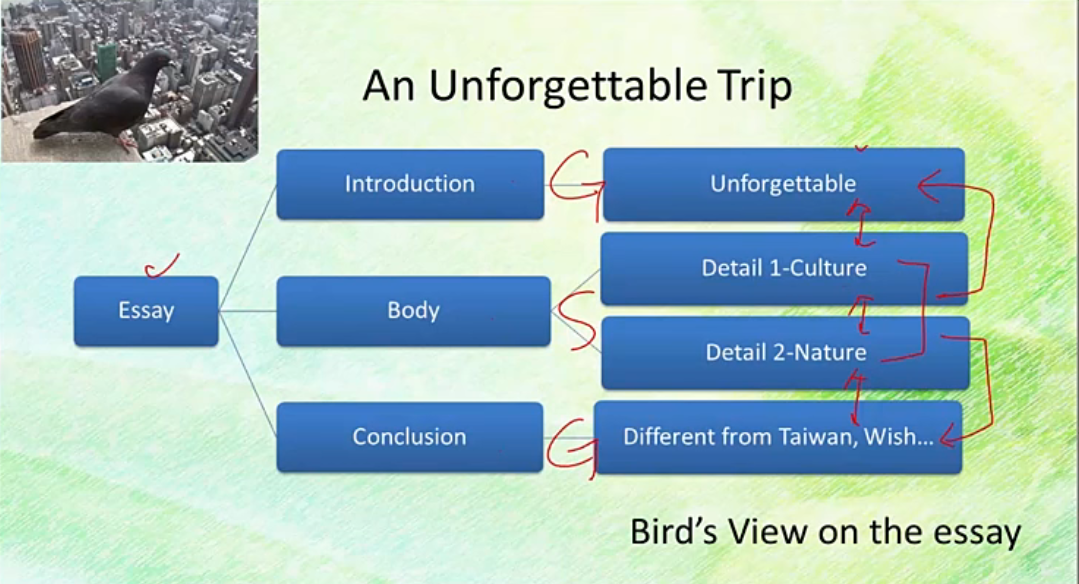 An Unforgettable Trip
Introduction
G
Unforgettable
Essay
Body
S
Detail 1-Culture
Detail 2-Nature
Conclusion
G
Different from Taiwan, Wish...
Bird's View on the essay